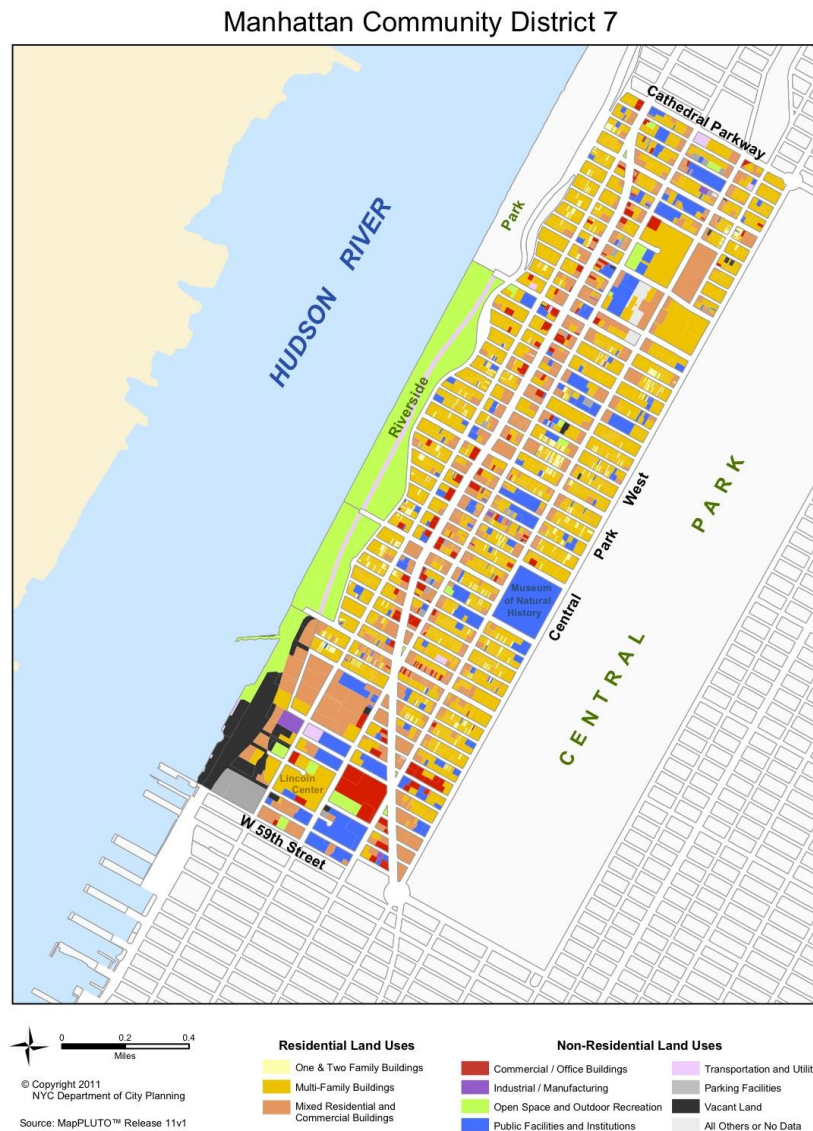 Manhattan Community District 7
Cathedral Parkway
Park
HUDSON RIVER
Riverside
West
PARK
Park
Museum
of Natural
History
Central
CENTRAL
Lincoln
Center
W 59th Street
0 0.2 0.4
Miles
© Copyright 2011
NYC Department of City Planning
Source: MapPLUTO™ Release 11v1
Residential Land Uses
One & Two Family Buildings
Multi-Family Buildings
Mixed Residential and
Commercial Buildings
Non-Residential Land Uses
Commercial / Office Buildings
Industrial / Manufacturing
Open Space and Outdoor Recreation
Public Facilities and Institutions
Transportation and Utilit
Parking Facilities
Vacant Land
All Others or No Data